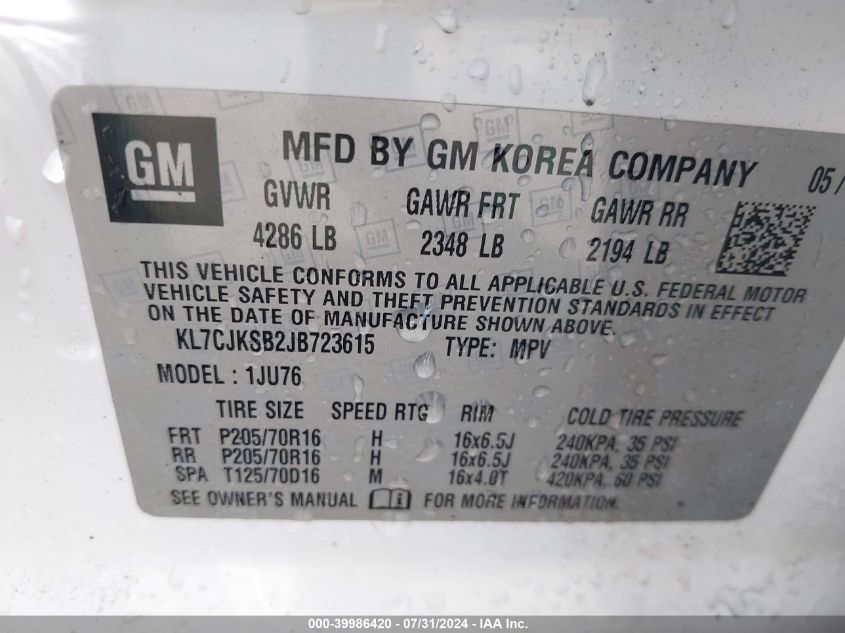 GM
MFD BY GM KOREA COMPANY 05/
GVWR GAWR FRT GAWR RR
4286 LB 2348 LB 2194 LB
THIS VEHICLE CONFORMS TO ALL APPLICABLE U.S. FEDERAL MOTOR
VEHICLE SAFETY AND THEFT PREVENTION STANDARDS IN EFFECT
ON THE DATE OF MANUFACTURE SHOWN ABOVE.
KL7CJKSB2JB723615 TYPE: MPV
MODEL : 1JU76
TIRE SIZE SPEED RTG RIM COLD TIRE PRESSURE
FRT P205/70R16 H 16x6.5J 240KPA, 35 PSI
RR P205/70R16 H 16x6.5J 240KPA, 35 PSI
SPA T125/70D16 M 16x4.0T 420KPA, 60 PSI
SEE OWNER'S MANUAL FOR MORE INFORMATION.
000-39986420 / 07/31/2024 - IAA Inc.